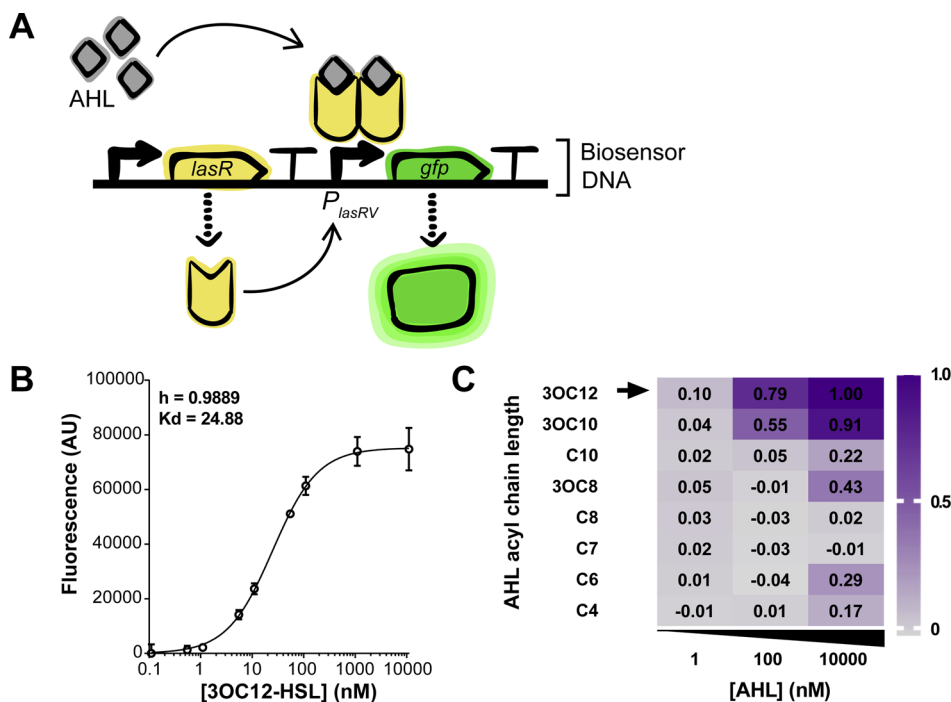 A
AHL
lasR
gfp
Biosensor
DNA
P lasRV
B
Fluorescence (AU)
100000
80000
60000
40000
20000
0
h = 0.9889
Kd = 24.88
0.1 1 10 100 1000 10000
[3OC12-HSL] (nM)
C
AHL acyl chain length
3OC12 0.10 0.79 1.00
3OC10 0.04 0.55 0.91
C10 0.02 0.05 0.22
3OC8 0.05 -0.01 0.43
C8 0.03 -0.03 0.02
C7 0.02 -0.03 -0.01
C6 0.01 -0.04 0.29
C4 -0.01 0.01 0.17
1 100 10000
[AHL] (nM)
1.0
0.5
0